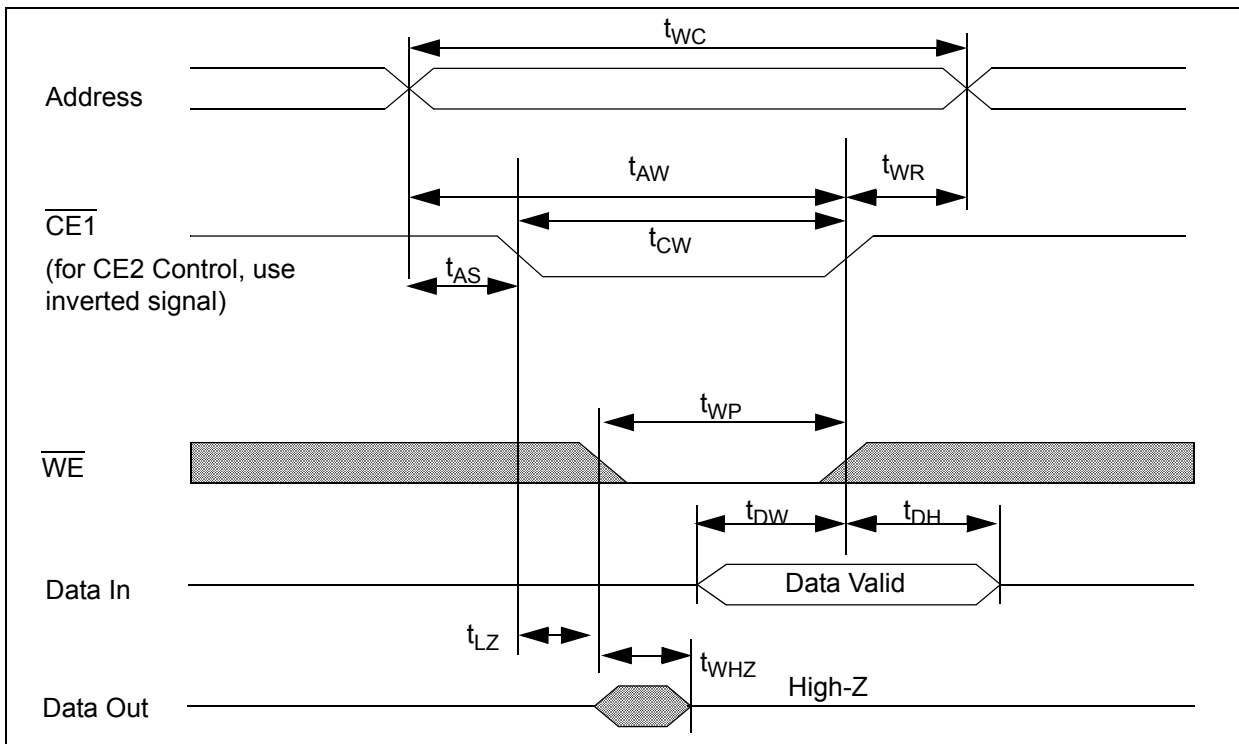 tWC
Address
tAW
tWR
CE1
tCW
(for CE2 Control, use
inverted signal)
tAS
tWP
WE
tDW
tDH
Data In
Data Valid
tLZ
tWHZ
High-Z
Data Out